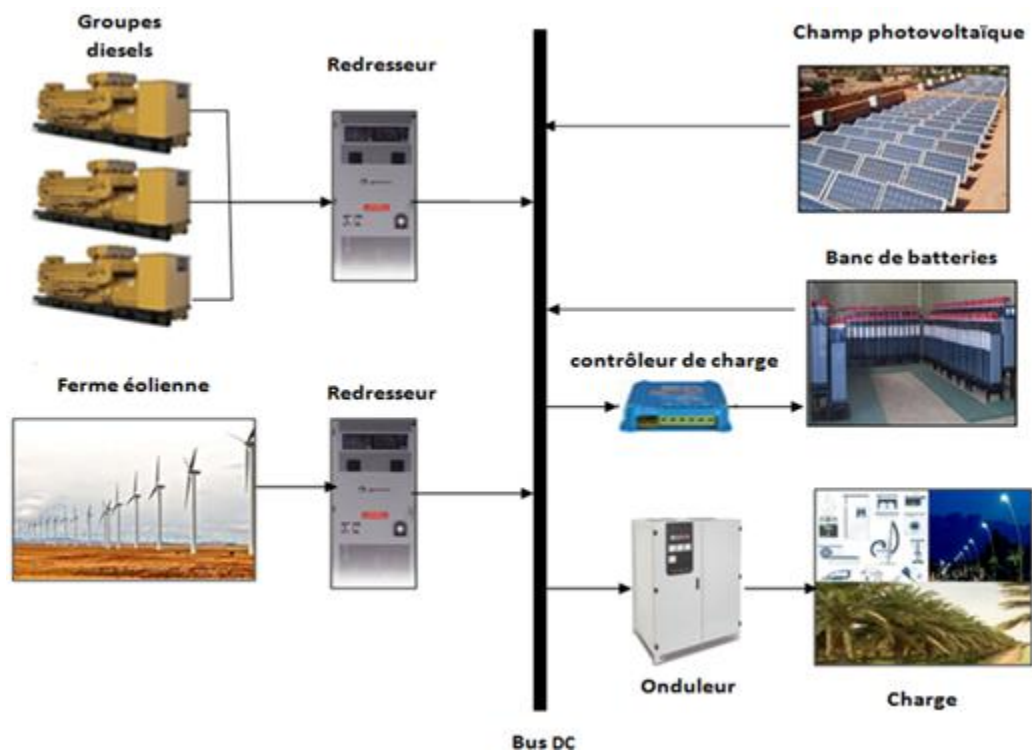 Groupes
diesels
Redresseur
Champ photovoltaïque
Banc de batteries
contrôleur de charge
Ferme éolienne
Redresseur
Onduleur
Charge
Bus DC